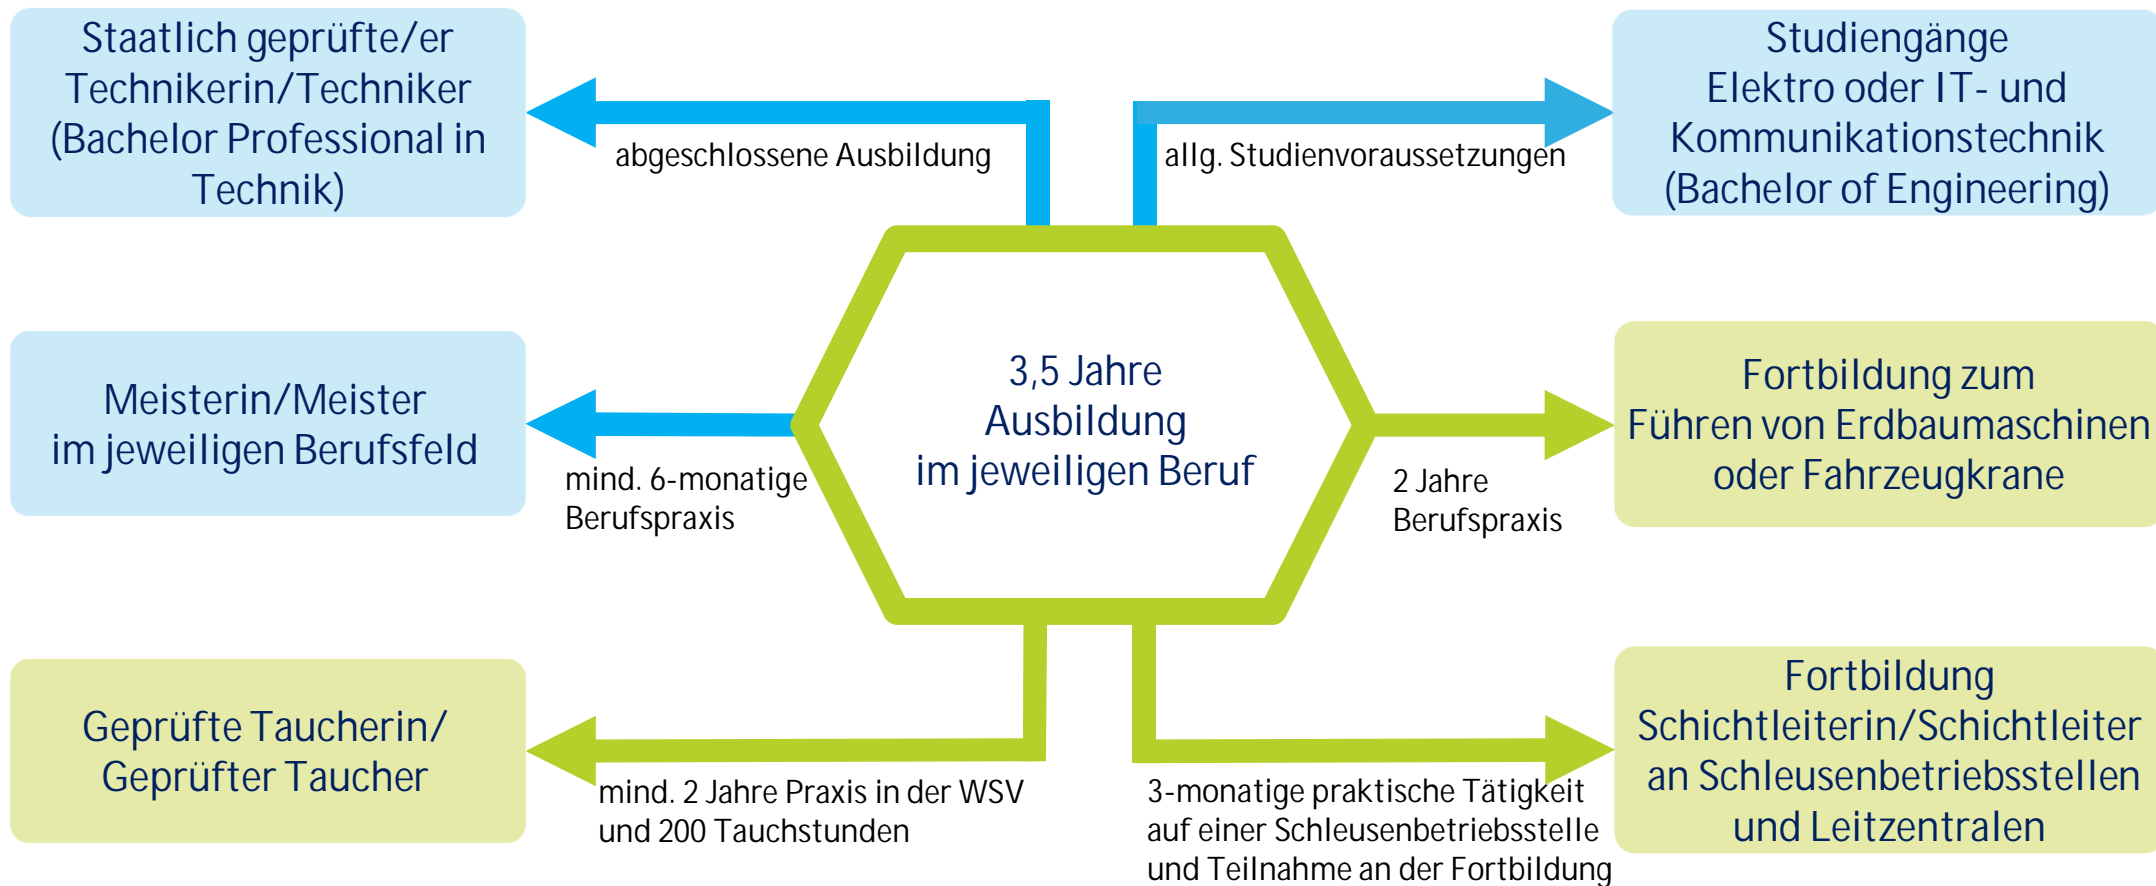 Staatlich geprüfte/er
Technikerin/Techniker
(Bachelor Professional in
Technik)
abgeschlossene Ausbildung
Studiengänge
Elektro oder IT- und
Kommunikationstechnik
(Bachelor of Engineering)
allg. Studienvoraussetzungen
Meisterin/Meister
im jeweiligen Berufsfeld
mind. 6-monatige
Berufspraxis
3,5 Jahre
Ausbildung
im jeweiligen Beruf
Fortbildung zum
Führen von Erdbaumaschinen
oder Fahrzeugkrane
2 Jahre
Berufspraxis
Geprüfte Taucherin/
Geprüfter Taucher
mind. 2 Jahre Praxis in der WSV
und 200 Tauchstunden
Fortbildung
Schichtleiterin/Schichtleiter
an Schleusenbetriebsstellen
und Leitzentralen
3-monatige praktische Tätigkeit
auf einer Schleusenbetriebsstelle
und Teilnahme an der Fortbildung